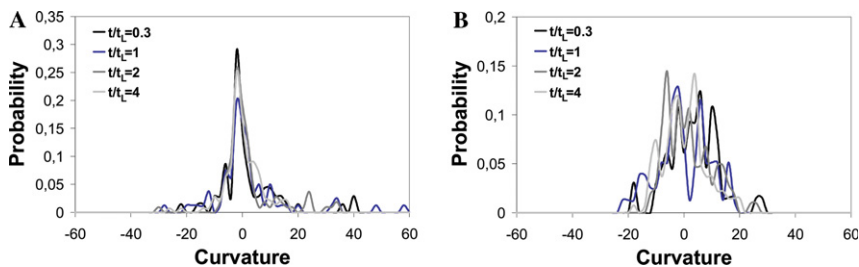 A
t/tL=0.3
t/tL=1
t/tL=2
t/tL=4
Probability
0,35
0,3
0,25
0,2
0,15
0,1
0,05
0
-60 -40 -20 0 20 40 60
Curvature
B
t/tL=0.3
t/tL=1
t/tL=2
t/tL=4
Probability
0,2
0,15
0,1
0,05
0
-60 -40 -20 0 20 40 60
Curvature